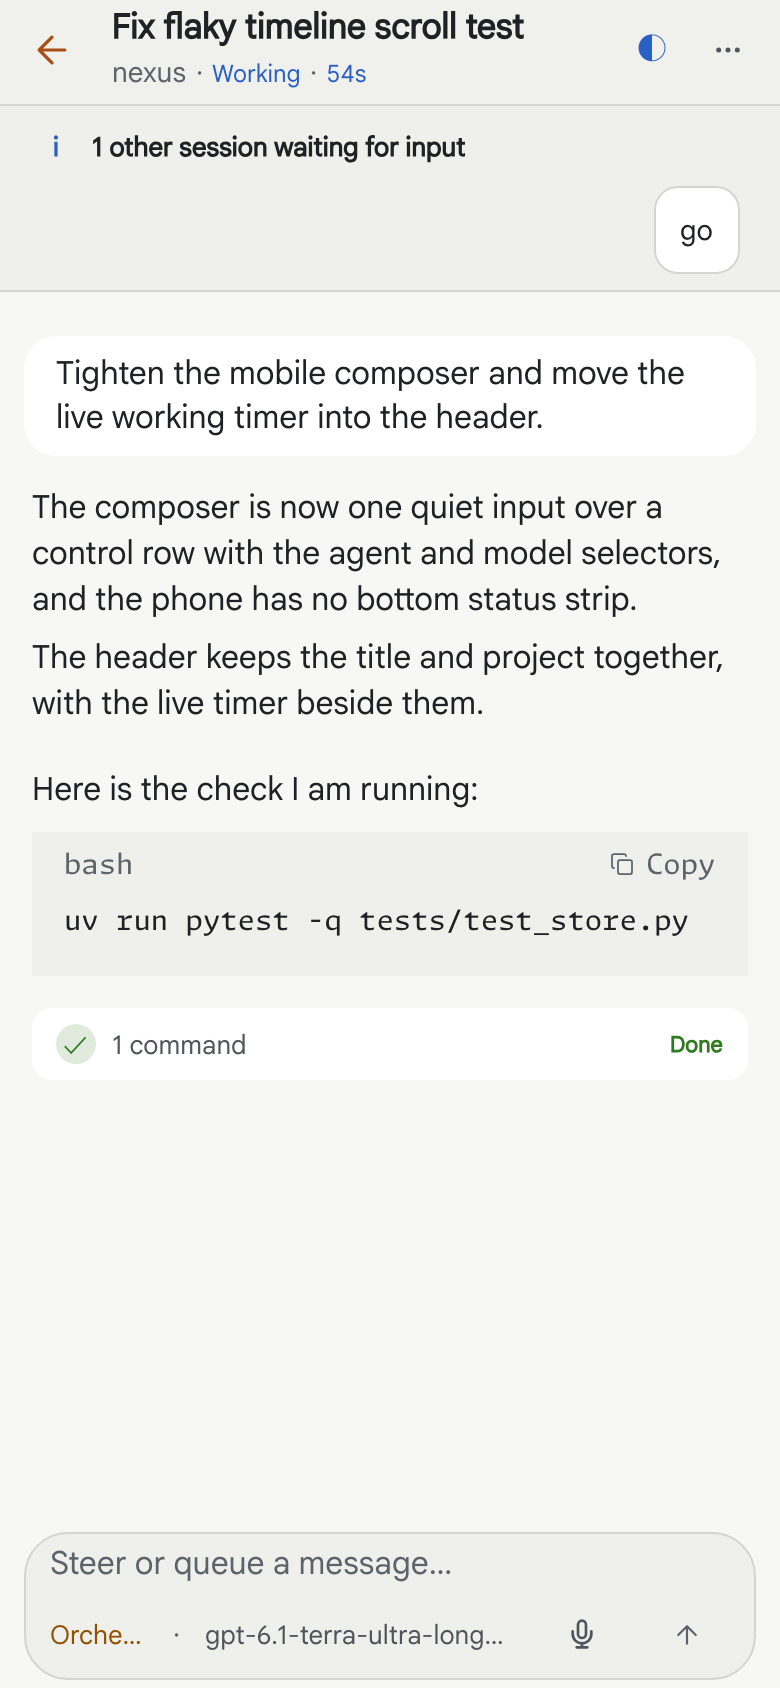 Fix flaky timeline scroll test
nexus · Working · 54s
i 1 other session waiting for input
go
Tighten the mobile composer and move the
live working timer into the header.
The composer is now one quiet input over a
control row with the agent and model selectors,
and the phone has no bottom status strip.
The header keeps the title and project together,
with the live timer beside them.
Here is the check I am running:
bash Copy
uv run pytest -q tests/test_store.py
1 command Done
Steer or queue a message...
Orche... · gpt-6.1-terra-ultra-long...